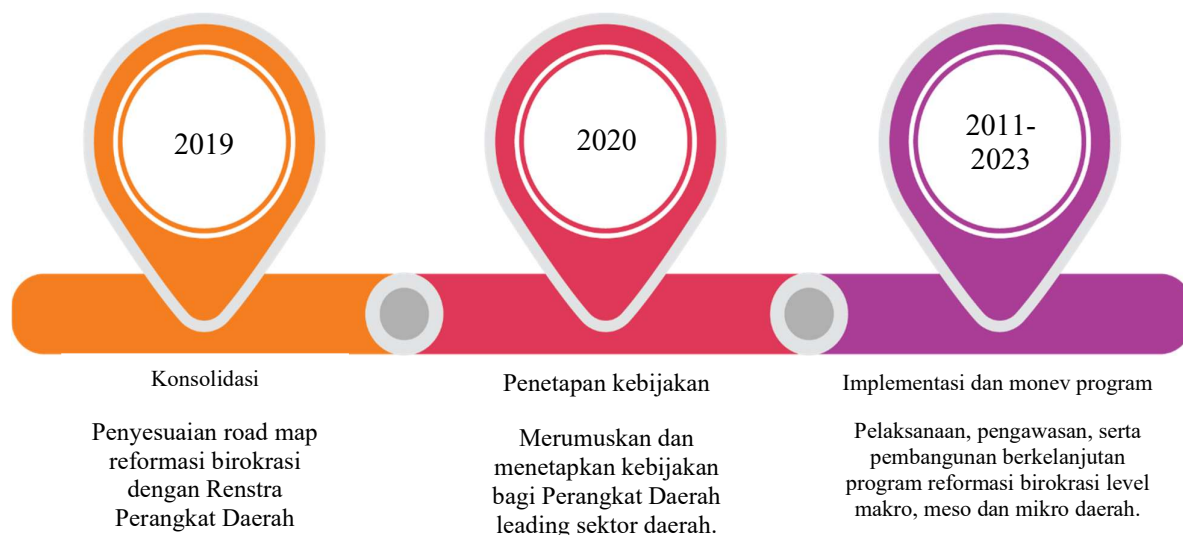 2019
2020
2011-
2023
Konsolidasi
Penyesuaian road map
reformasi birokrasi
dengan Renstra
Perangkat Daerah
Penetapan kebijakan
Merumuskan dan
menetapkan kebijakan
bagi Perangkat Daerah
leading sektor daerah.
Implementasi dan monev program
Pelaksanaan, pengawasan, serta
pembangunan berkelanjutan
program reformasi birokrasi level
makro, meso dan mikro daerah.